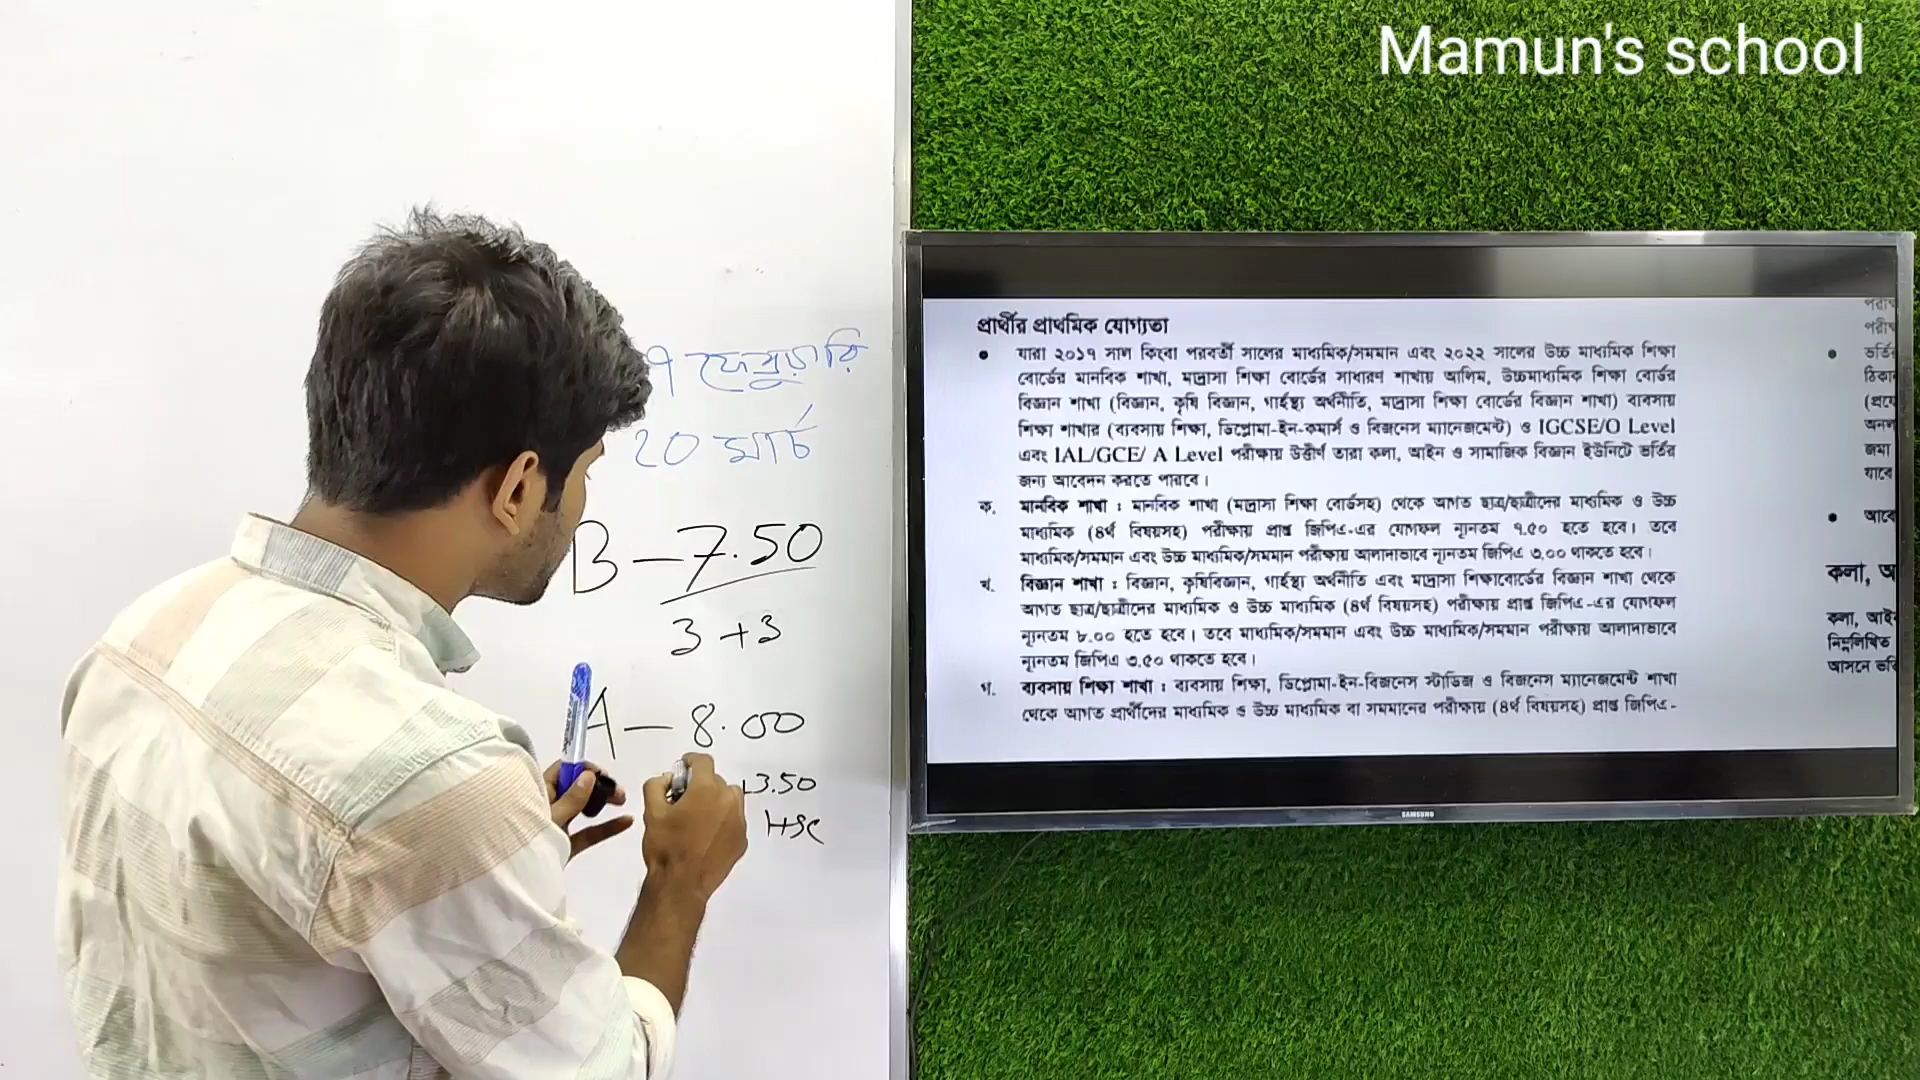 Mamun's school
৭ ফেব্রুয়ারি
২০ মার্চ
B – 7.50
3 + 3
A – 8.00
+3.50
HSC
প্রার্থীর প্রাথমিক যোগ্যতা
● যারা ২০১৭ সাল কিংবা পরবর্তী সালের মাধ্যমিক/সমমান এবং ২০২২ সালের উচ্চ মাধ্যমিক শিক্ষা
বোর্ডের মানবিক শাখা, মাদ্রাসা শিক্ষা বোর্ডের সাধারণ শাখায় আলিম, উচ্চমাধ্যমিক শিক্ষা বোর্ডের
বিজ্ঞান শাখা (বিজ্ঞান, কৃষি বিজ্ঞান, গার্হস্থ্য অর্থনীতি, মাদ্রাসা শিক্ষা বোর্ডের বিজ্ঞান শাখা) ব্যবসায়
শিক্ষা শাখার (ব্যবসায় শিক্ষা, ডিপ্লোমা-ইন-কমার্স ও বিজনেস ম্যানেজমেন্ট) ও IGCSE/O Level
এবং IAL/GCE/ A Level পরীক্ষায় উত্তীর্ণ তারা কলা, আইন ও সামাজিক বিজ্ঞান ইউনিটে ভর্তির
জন্য আবেদন করতে পারবে।
ক. মানবিক শাখা : মানবিক শাখা (মাদ্রাসা শিক্ষা বোর্ডসহ) থেকে আগত ছাত্র/ছাত্রীদের মাধ্যমিক ও উচ্চ
মাধ্যমিক (৪র্থ বিষয়সহ) পরীক্ষায় প্রাপ্ত জিপিএ-এর যোগফল ন্যূনতম ৭.৫০ হতে হবে। তবে
মাধ্যমিক/সমমান এবং উচ্চ মাধ্যমিক/সমমান পরীক্ষায় আলাদাভাবে ন্যূনতম জিপিএ ৩.০০ থাকতে হবে।
খ. বিজ্ঞান শাখা : বিজ্ঞান, কৃষিবিজ্ঞান, গার্হস্থ্য অর্থনীতি এবং মাদ্রাসা শিক্ষাবোর্ডের বিজ্ঞান শাখা থেকে
আগত ছাত্র/ছাত্রীদের মাধ্যমিক ও উচ্চ মাধ্যমিক (৪র্থ বিষয়সহ) পরীক্ষায় প্রাপ্ত জিপিএ-এর যোগফল
ন্যূনতম ৮.০০ হতে হবে। তবে মাধ্যমিক/সমমান এবং উচ্চ মাধ্যমিক/সমমান পরীক্ষায় আলাদাভাবে
ন্যূনতম জিপিএ ৩.৫০ থাকতে হবে।
গ. ব্যবসায় শিক্ষা শাখা : ব্যবসায় শিক্ষা, ডিপ্লোমা-ইন-বিজনেস স্টাডিজ ও বিজনেস ম্যানেজমেন্ট শাখা
থেকে আগত প্রার্থীদের মাধ্যমিক ও উচ্চ মাধ্যমিক বা সমমানের পরীক্ষায় (৪র্থ বিষয়সহ) প্রাপ্ত জিপিএ-
যাবে
কলা, আ
নিম্নলিখিত
আসনে ভর্তি